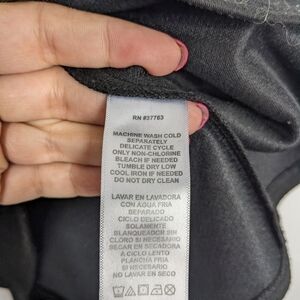 RN #37763
MACHINE WASH COLD
SEPARATELY
DELICATE CYCLE
ONLY NON-CHLORINE
BLEACH IF NEEDED
TUMBLE DRY LOW
COOL IRON IF NEEDED
DO NOT DRY CLEAN
LAVAR EN LAVADORA
CON AGUA FRIA
SEPARADO
CICLO DELICADO
SOLAMENTE
BLANQUEADOR SIN
CLORO SI NECESARIO
SECAR EN SECADORA
A CICLO LENTO
PLANCHA FRIA
SI NECESARIO
NO LAVAR EN SECO